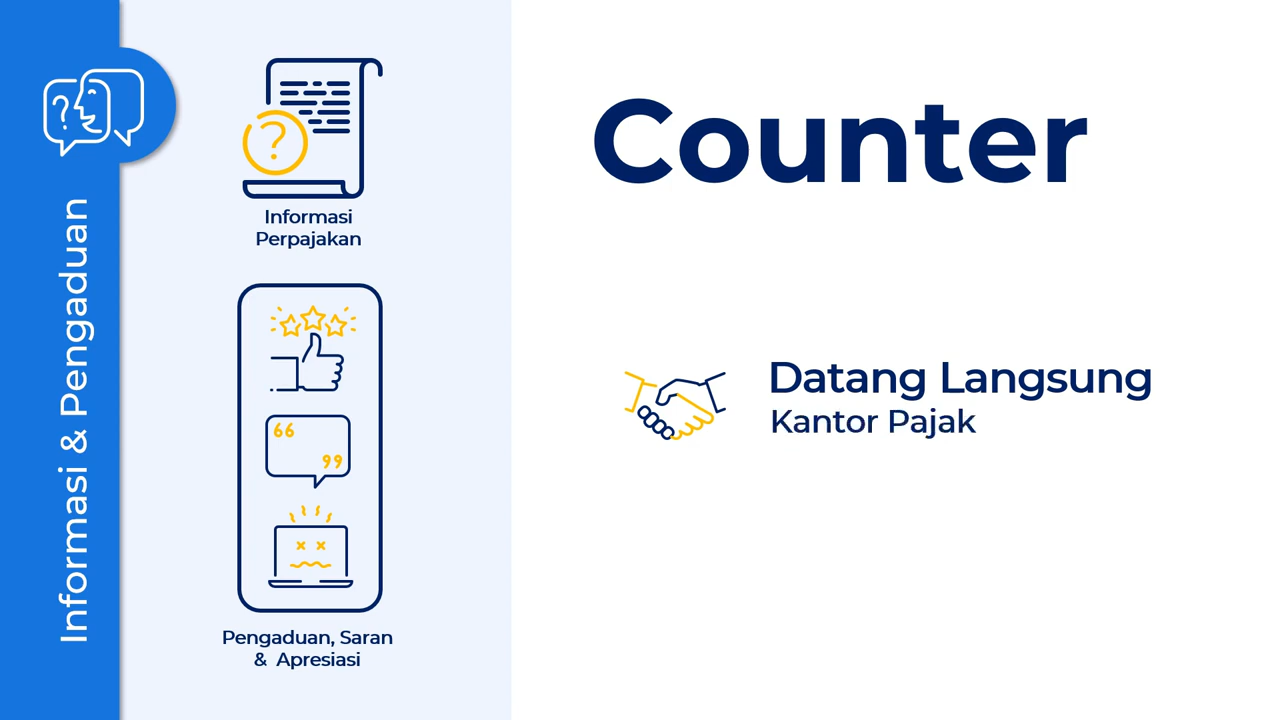 Informasi & Pengaduan
?
?
Informasi
Perpajakan
Pengaduan, Saran
& Apresiasi
Counter
Datang Langsung
Kantor Pajak